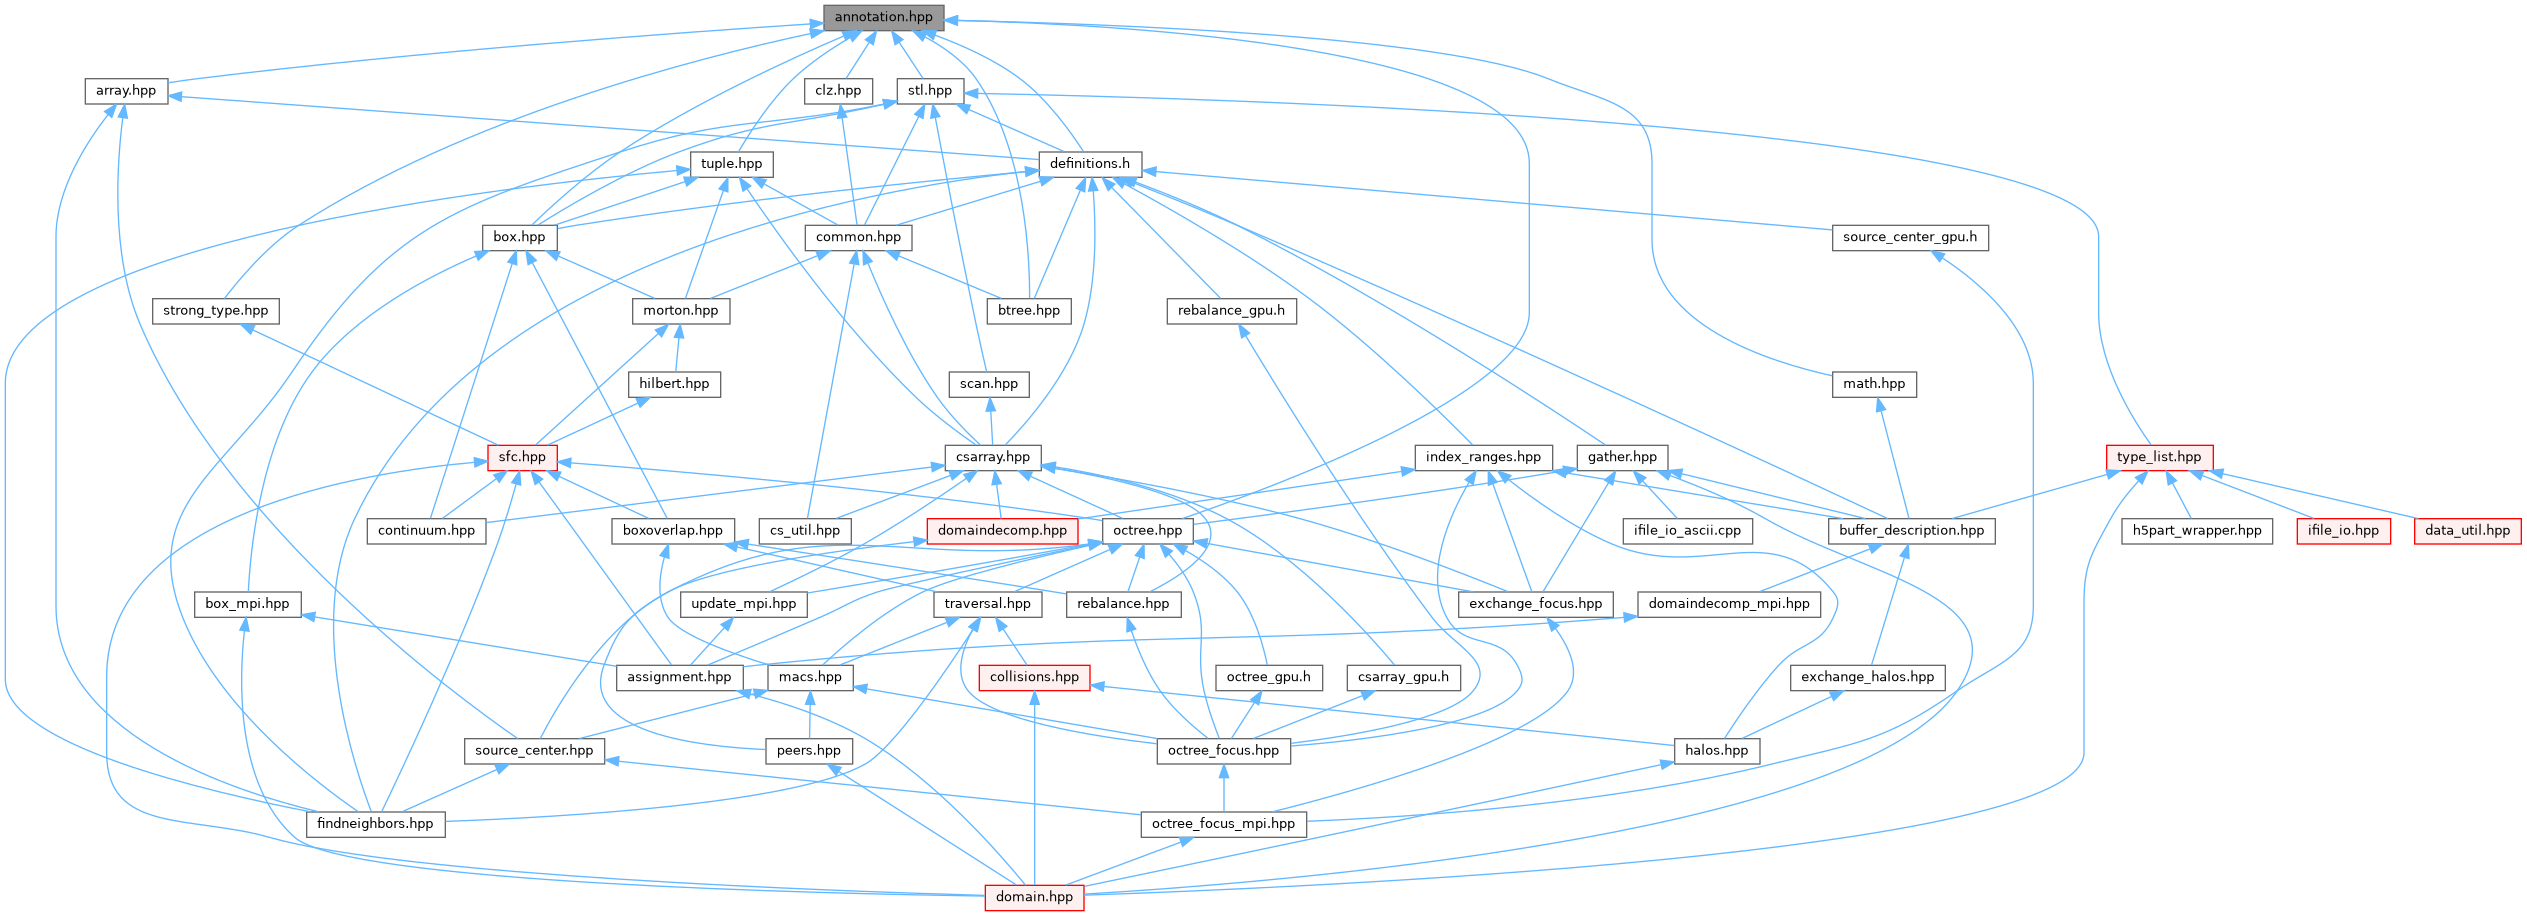 annotation.hpp
array.hpp
clz.hpp
stl.hpp
tuple.hpp
definitions.h
box.hpp
common.hpp
source_center_gpu.h
strong_type.hpp
morton.hpp
btree.hpp
rebalance_gpu.h
hilbert.hpp
scan.hpp
math.hpp
sfc.hpp
csarray.hpp
index_ranges.hpp
gather.hpp
type_list.hpp
continuum.hpp
boxoverlap.hpp
cs_util.hpp
domaindecomp.hpp
octree.hpp
ifile_io_ascii.cpp
buffer_description.hpp
h5part_wrapper.hpp
ifile_io.hpp
data_util.hpp
box_mpi.hpp
update_mpi.hpp
traversal.hpp
rebalance.hpp
exchange_focus.hpp
domaindecomp_mpi.hpp
assignment.hpp
macs.hpp
collisions.hpp
octree_gpu.h
csarray_gpu.h
exchange_halos.hpp
source_center.hpp
peers.hpp
octree_focus.hpp
halos.hpp
findneighbors.hpp
octree_focus_mpi.hpp
domain.hpp